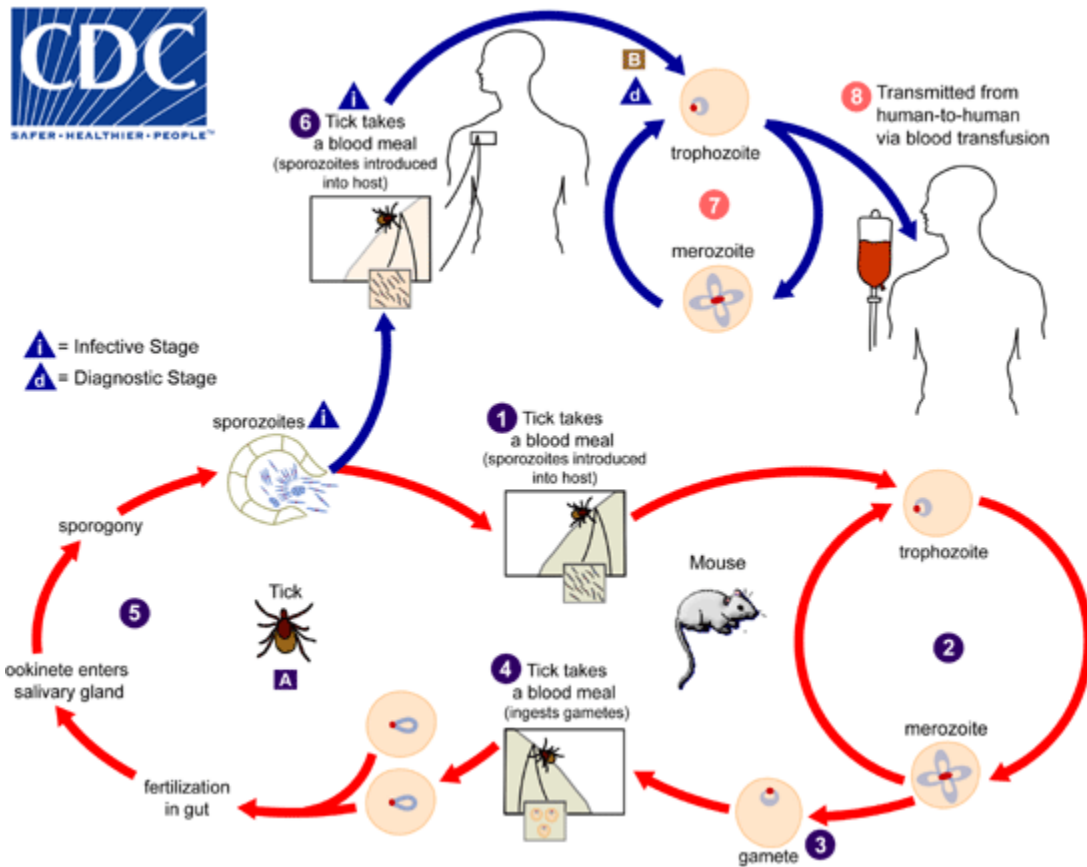 CDC
SAFER•HEALTHIER•PEOPLE™
i
6 Tick takes
a blood meal
(sporozoites introduced
into host)
B
d
trophozoite
7
merozoite
8 Transmitted from
human-to-human
via blood transfusion
i = Infective Stage
d = Diagnostic Stage
sporozoites i
1 Tick takes
a blood meal
(sporozoites introduced
into host)
trophozoite
sporogony
Mouse
Tick
5
A
2
ookinete enters
salivary gland
4 Tick takes
a blood meal
(ingests gametes)
merozoite
fertilization
in gut
gamete 3